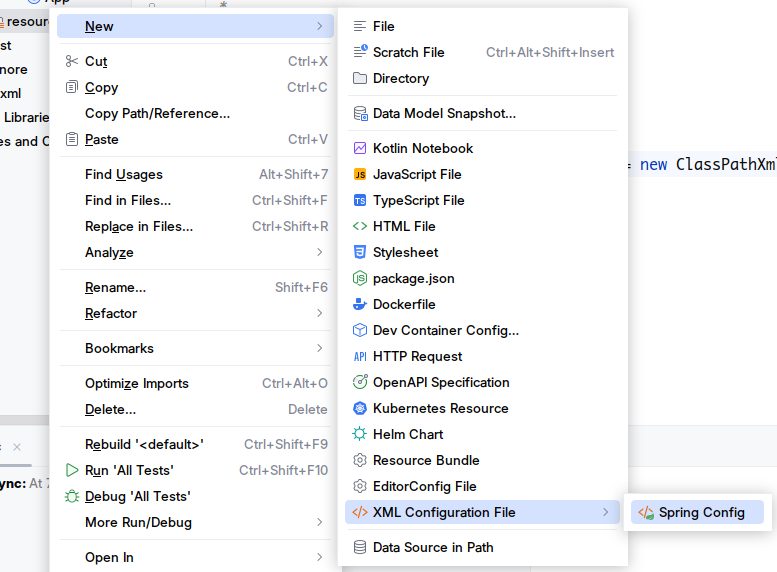 App
resour
New
File
st
Scratch File Ctrl+Alt+Shift+Insert
Cut Ctrl+X
nore
Directory
Copy Ctrl+C
xml
Copy Path/Reference...
Data Model Snapshot...
Librarie
Paste Ctrl+V
es and C
Kotlin Notebook
= new ClassPathXml
Find Usages Alt+Shift+7
JavaScript File
Find in Files... Ctrl+Shift+F
TypeScript File
Replace in Files... Ctrl+Shift+R
HTML File
Analyze
Stylesheet
package.json
Rename... Shift+F6
Dockerfile
Refactor
Dev Container Config...
Bookmarks
HTTP Request
Optimize Imports Ctrl+Alt+O
OpenAPI Specification
Delete... Delete
Kubernetes Resource
Helm Chart
Rebuild '<default>' Ctrl+Shift+F9
Resource Bundle
Run 'All Tests' Ctrl+Shift+F10
ync: At 7
EditorConfig File
Debug 'All Tests'
XML Configuration File
Spring Config
More Run/Debug
Data Source in Path
Open In